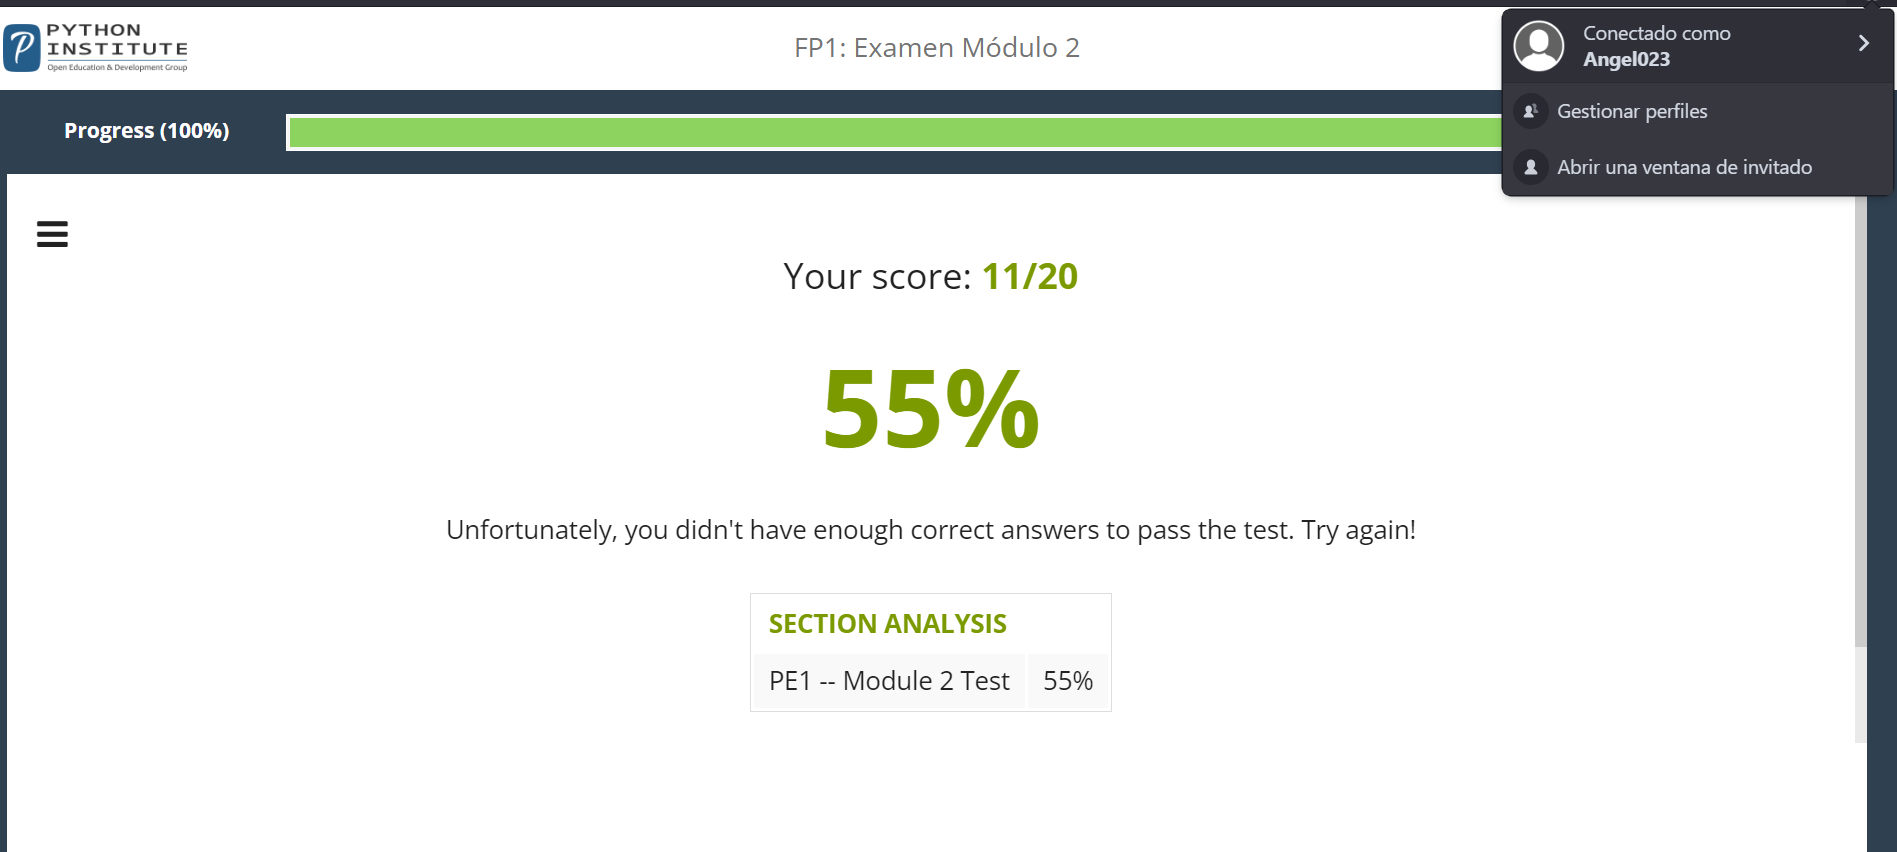 PYTHON
INSTITUTE
Open Education & Development Group
FP1: Examen Módulo 2
Conectado como
Angel023
Gestionar perfiles
Abrir una ventana de invitado
Progress (100%)
Your score: 11/20
55%
Unfortunately, you didn't have enough correct answers to pass the test. Try again!
SECTION ANALYSIS
PE1 -- Module 2 Test 55%